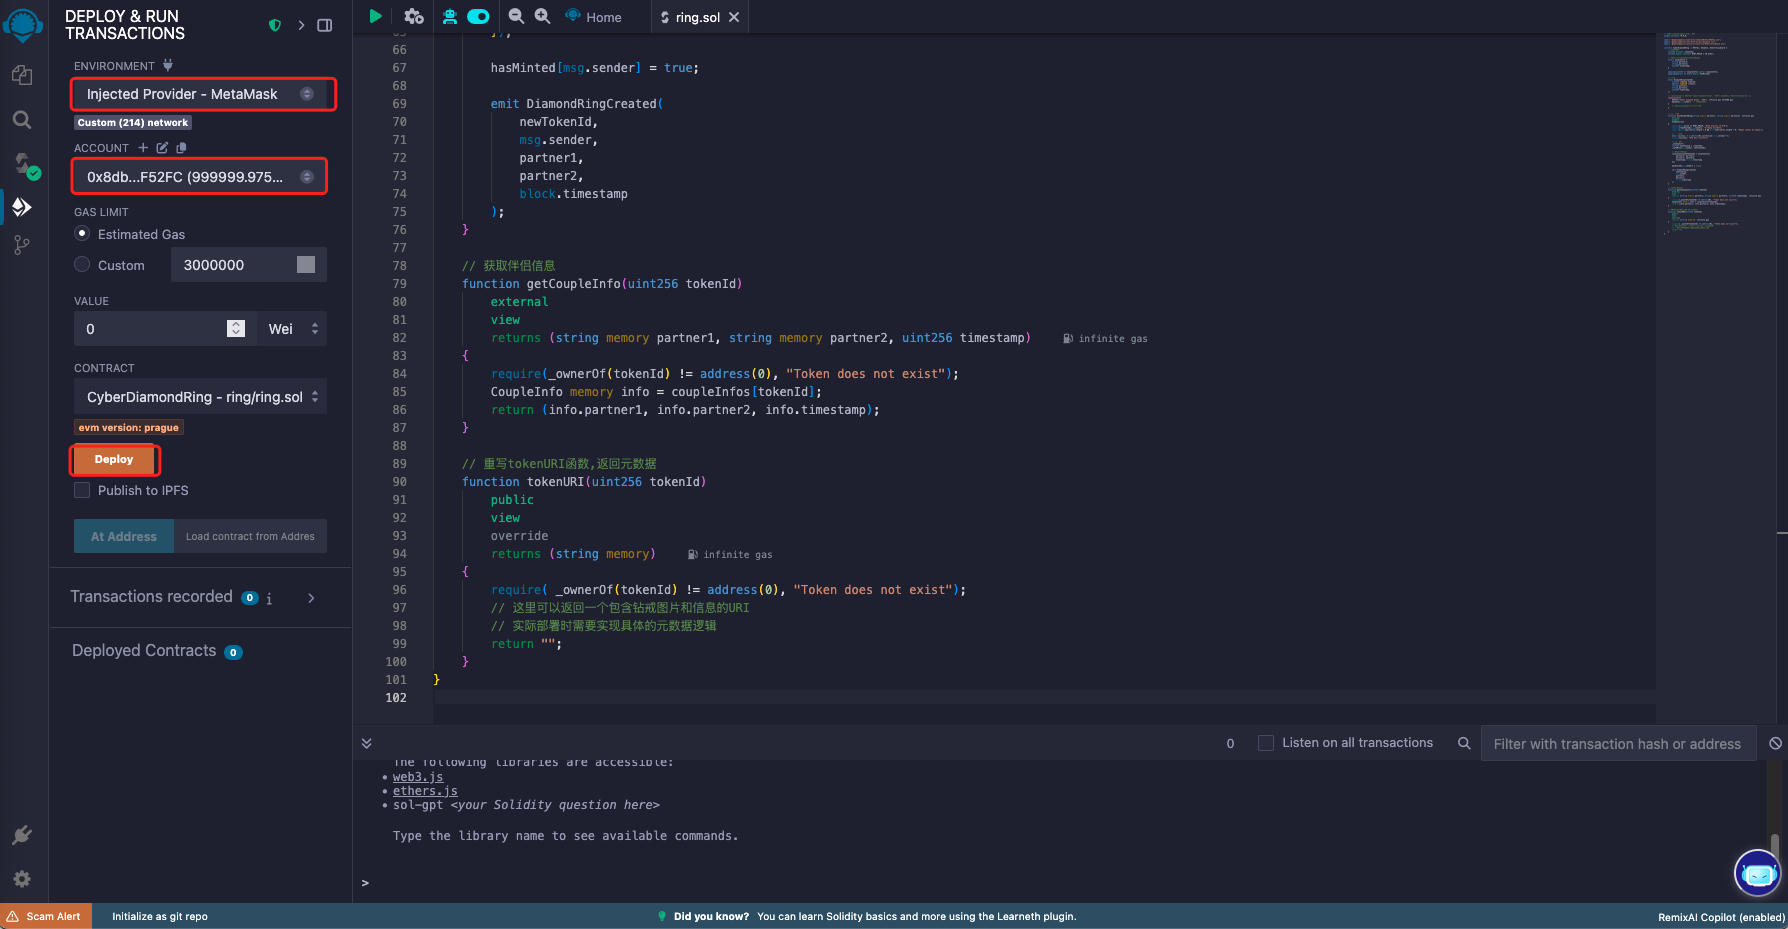 DEPLOY & RUN
TRANSACTIONS
ENVIRONMENT
Injected Provider - MetaMask
Custom (214) network
ACCOUNT
0x8db...F52FC (999999.975...
GAS LIMIT
Estimated Gas
Custom
3000000
VALUE
0
Wei
CONTRACT
CyberDiamondRing - ring/ring.sol
evm version: prague
Deploy
Publish to IPFS
At Address
Load contract from Addres
Transactions recorded 0 i
Deployed Contracts 0
Home
ring.sol
66
67 hasMinted[msg.sender] = true;
68
69 emit DiamondRingCreated(
70 newTokenId,
71 msg.sender,
72 partner1,
73 partner2,
74 block.timestamp
75 );
76 }
77
78 // 获取伴侣信息
79 function getCoupleInfo(uint256 tokenId)
80 external
81 view
82 returns (string memory partner1, string memory partner2, uint256 timestamp) infinite gas
83 {
84 require(_ownerOf(tokenId) != address(0), "Token does not exist");
85 CoupleInfo memory info = coupleInfos[tokenId];
86 return (info.partner1, info.partner2, info.timestamp);
87 }
88
89 // 重写tokenURI函数,返回元数据
90 function tokenURI(uint256 tokenId)
91 public
92 view
93 override
94 returns (string memory) infinite gas
95 {
96 require( _ownerOf(tokenId) != address(0), "Token does not exist");
97 // 这里可以返回一个包含钻戒图片和信息的URI
98 // 实际部署时需要实现具体的元数据逻辑
99 return "";
100 }
101 }
102
0
Listen on all transactions
Filter with transaction hash or address
The following libraries are accessible:
• web3.js
• ethers.js
• sol-gpt <your Solidity question here>
Type the library name to see available commands.
>
Scam Alert
Initialize as git repo
Did you know? You can learn Solidity basics and more using the Learneth plugin.
RemixAI Copilot (enabled)